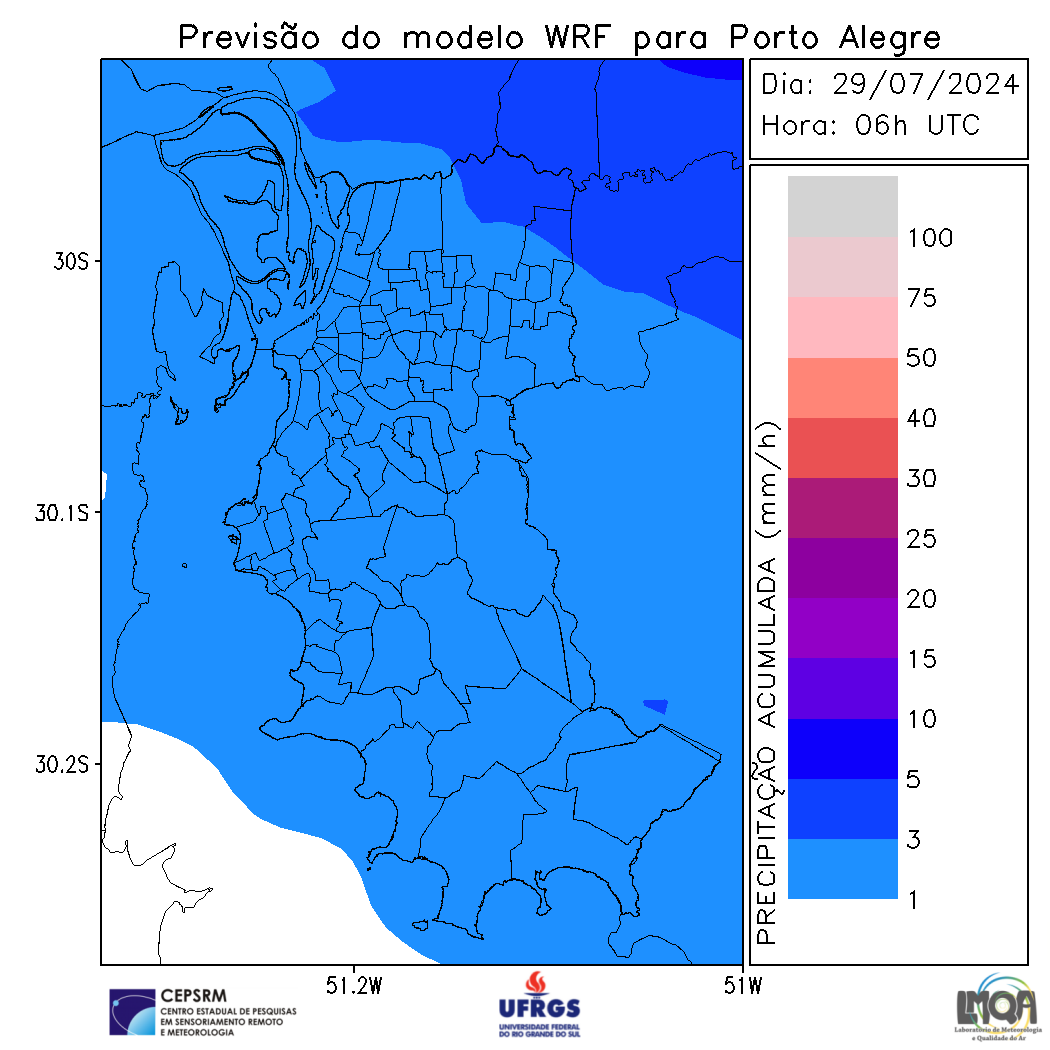 Previsão do modelo WRF para Porto Alegre
Dia: 29/07/2024
Hora: 06h UTC
30S
30.1S
30.2S
51.2W
51W
PRECIPITAÇÃO ACUMULADA (mm/h)
100
75
50
40
30
25
20
15
10
5
3
1
CEPSRM
CENTRO ESTADUAL DE PESQUISAS
EM SENSORIAMENTO REMOTO
E METEOROLOGIA
UFRGS
UNIVERSIDADE FEDERAL
DO RIO GRANDE DO SUL
LMQA
Laboratório de Meteorologia
e Qualidade do Ar